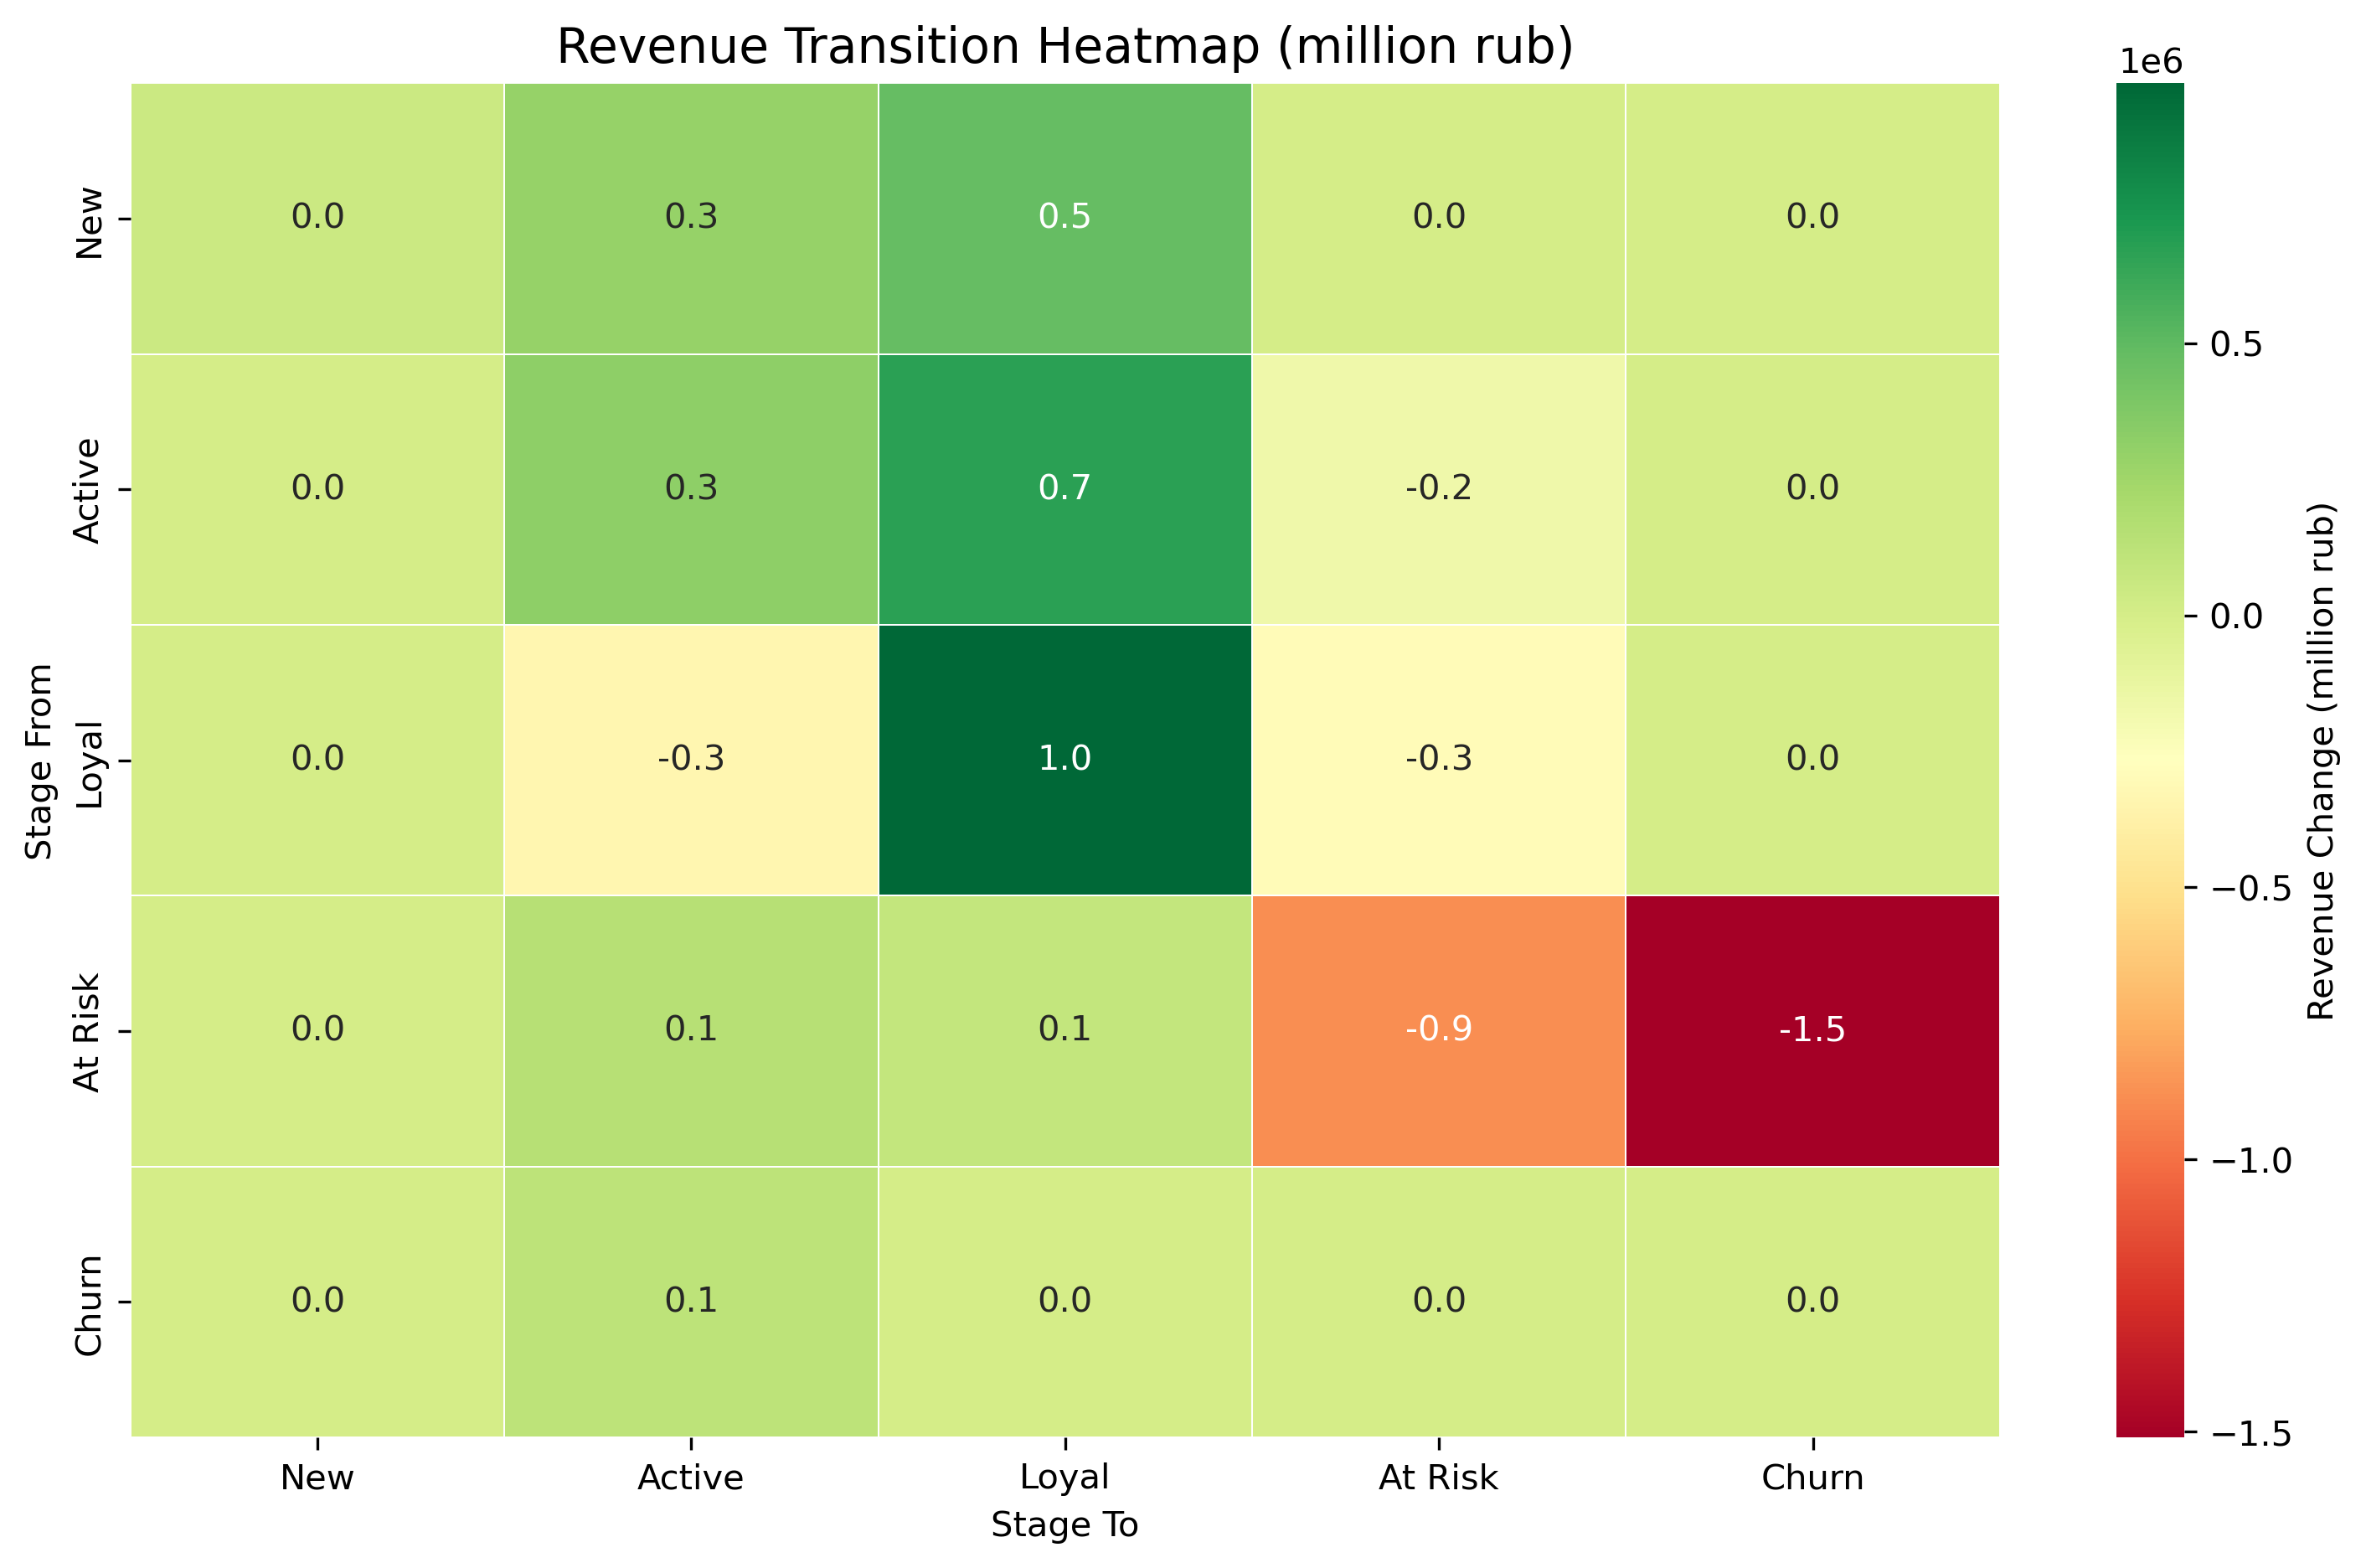 Revenue Transition Heatmap (million rub)
1e6
New 0.0 0.3 0.5 0.0 0.0
0.5
Active 0.0 0.3 0.7 -0.2 0.0
0.0
Stage From
Loyal 0.0 -0.3 1.0 -0.3 0.0
Revenue Change (million rub)
−0.5
At Risk 0.0 0.1 0.1 -0.9 -1.5
−1.0
Churn 0.0 0.1 0.0 0.0 0.0
−1.5
New Active Loyal At Risk Churn
Stage To